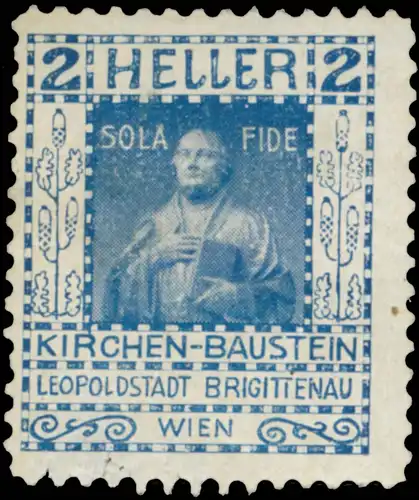 2 HELLER 2
SOLA FIDE
KIRCHEN-BAUSTEIN
LEOPOLDSTADT BRIGITTENAU
WIEN